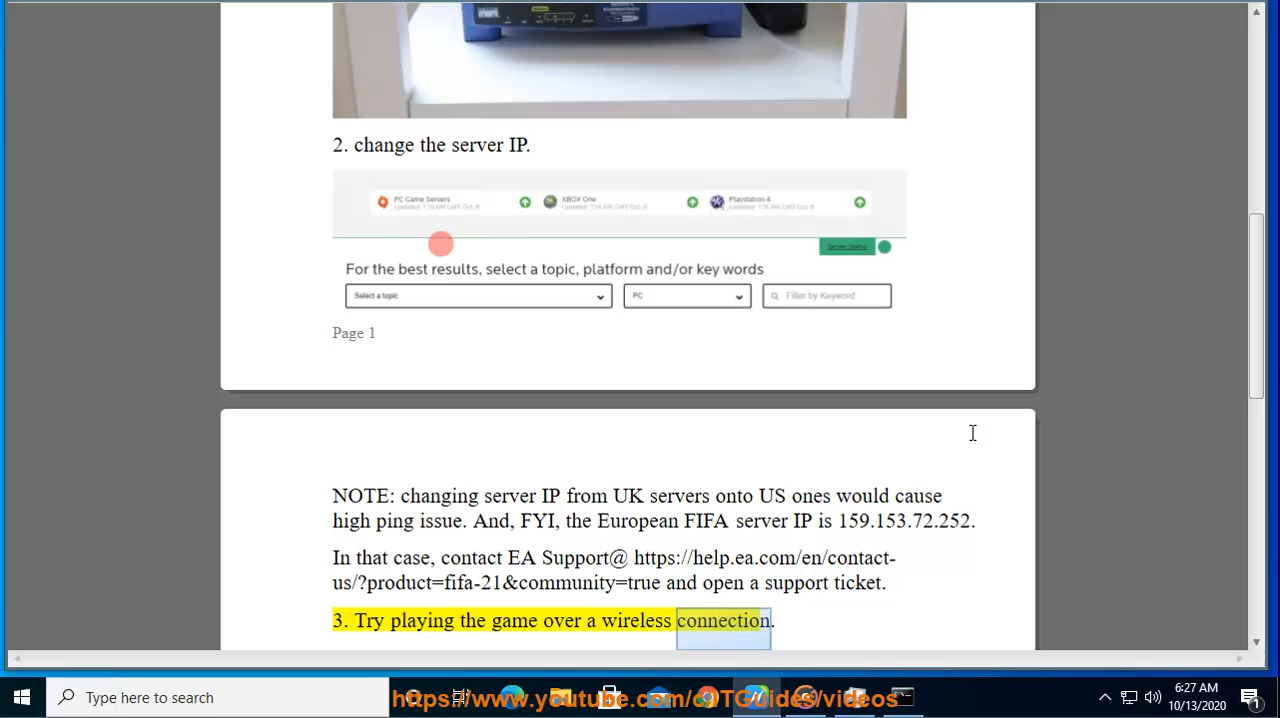 2. change the server IP.
PC Game Servers
XBOX One
Playstation 4
Server Status
For the best results, select a topic, platform and/or key words
Select a topic
PC
Filter by Keyword
Page 1
NOTE: changing server IP from UK servers onto US ones would cause
high ping issue. And, FYI, the European FIFA server IP is 159.153.72.252.
In that case, contact EA Support@ https://help.ea.com/en/contact-
us/?product=fifa-21&community=true and open a support ticket.
3. Try playing the game over a wireless connection.
Type here to search
https://www.youtube.com/c/ITGuides/videos
6:27 AM
10/13/2020
1